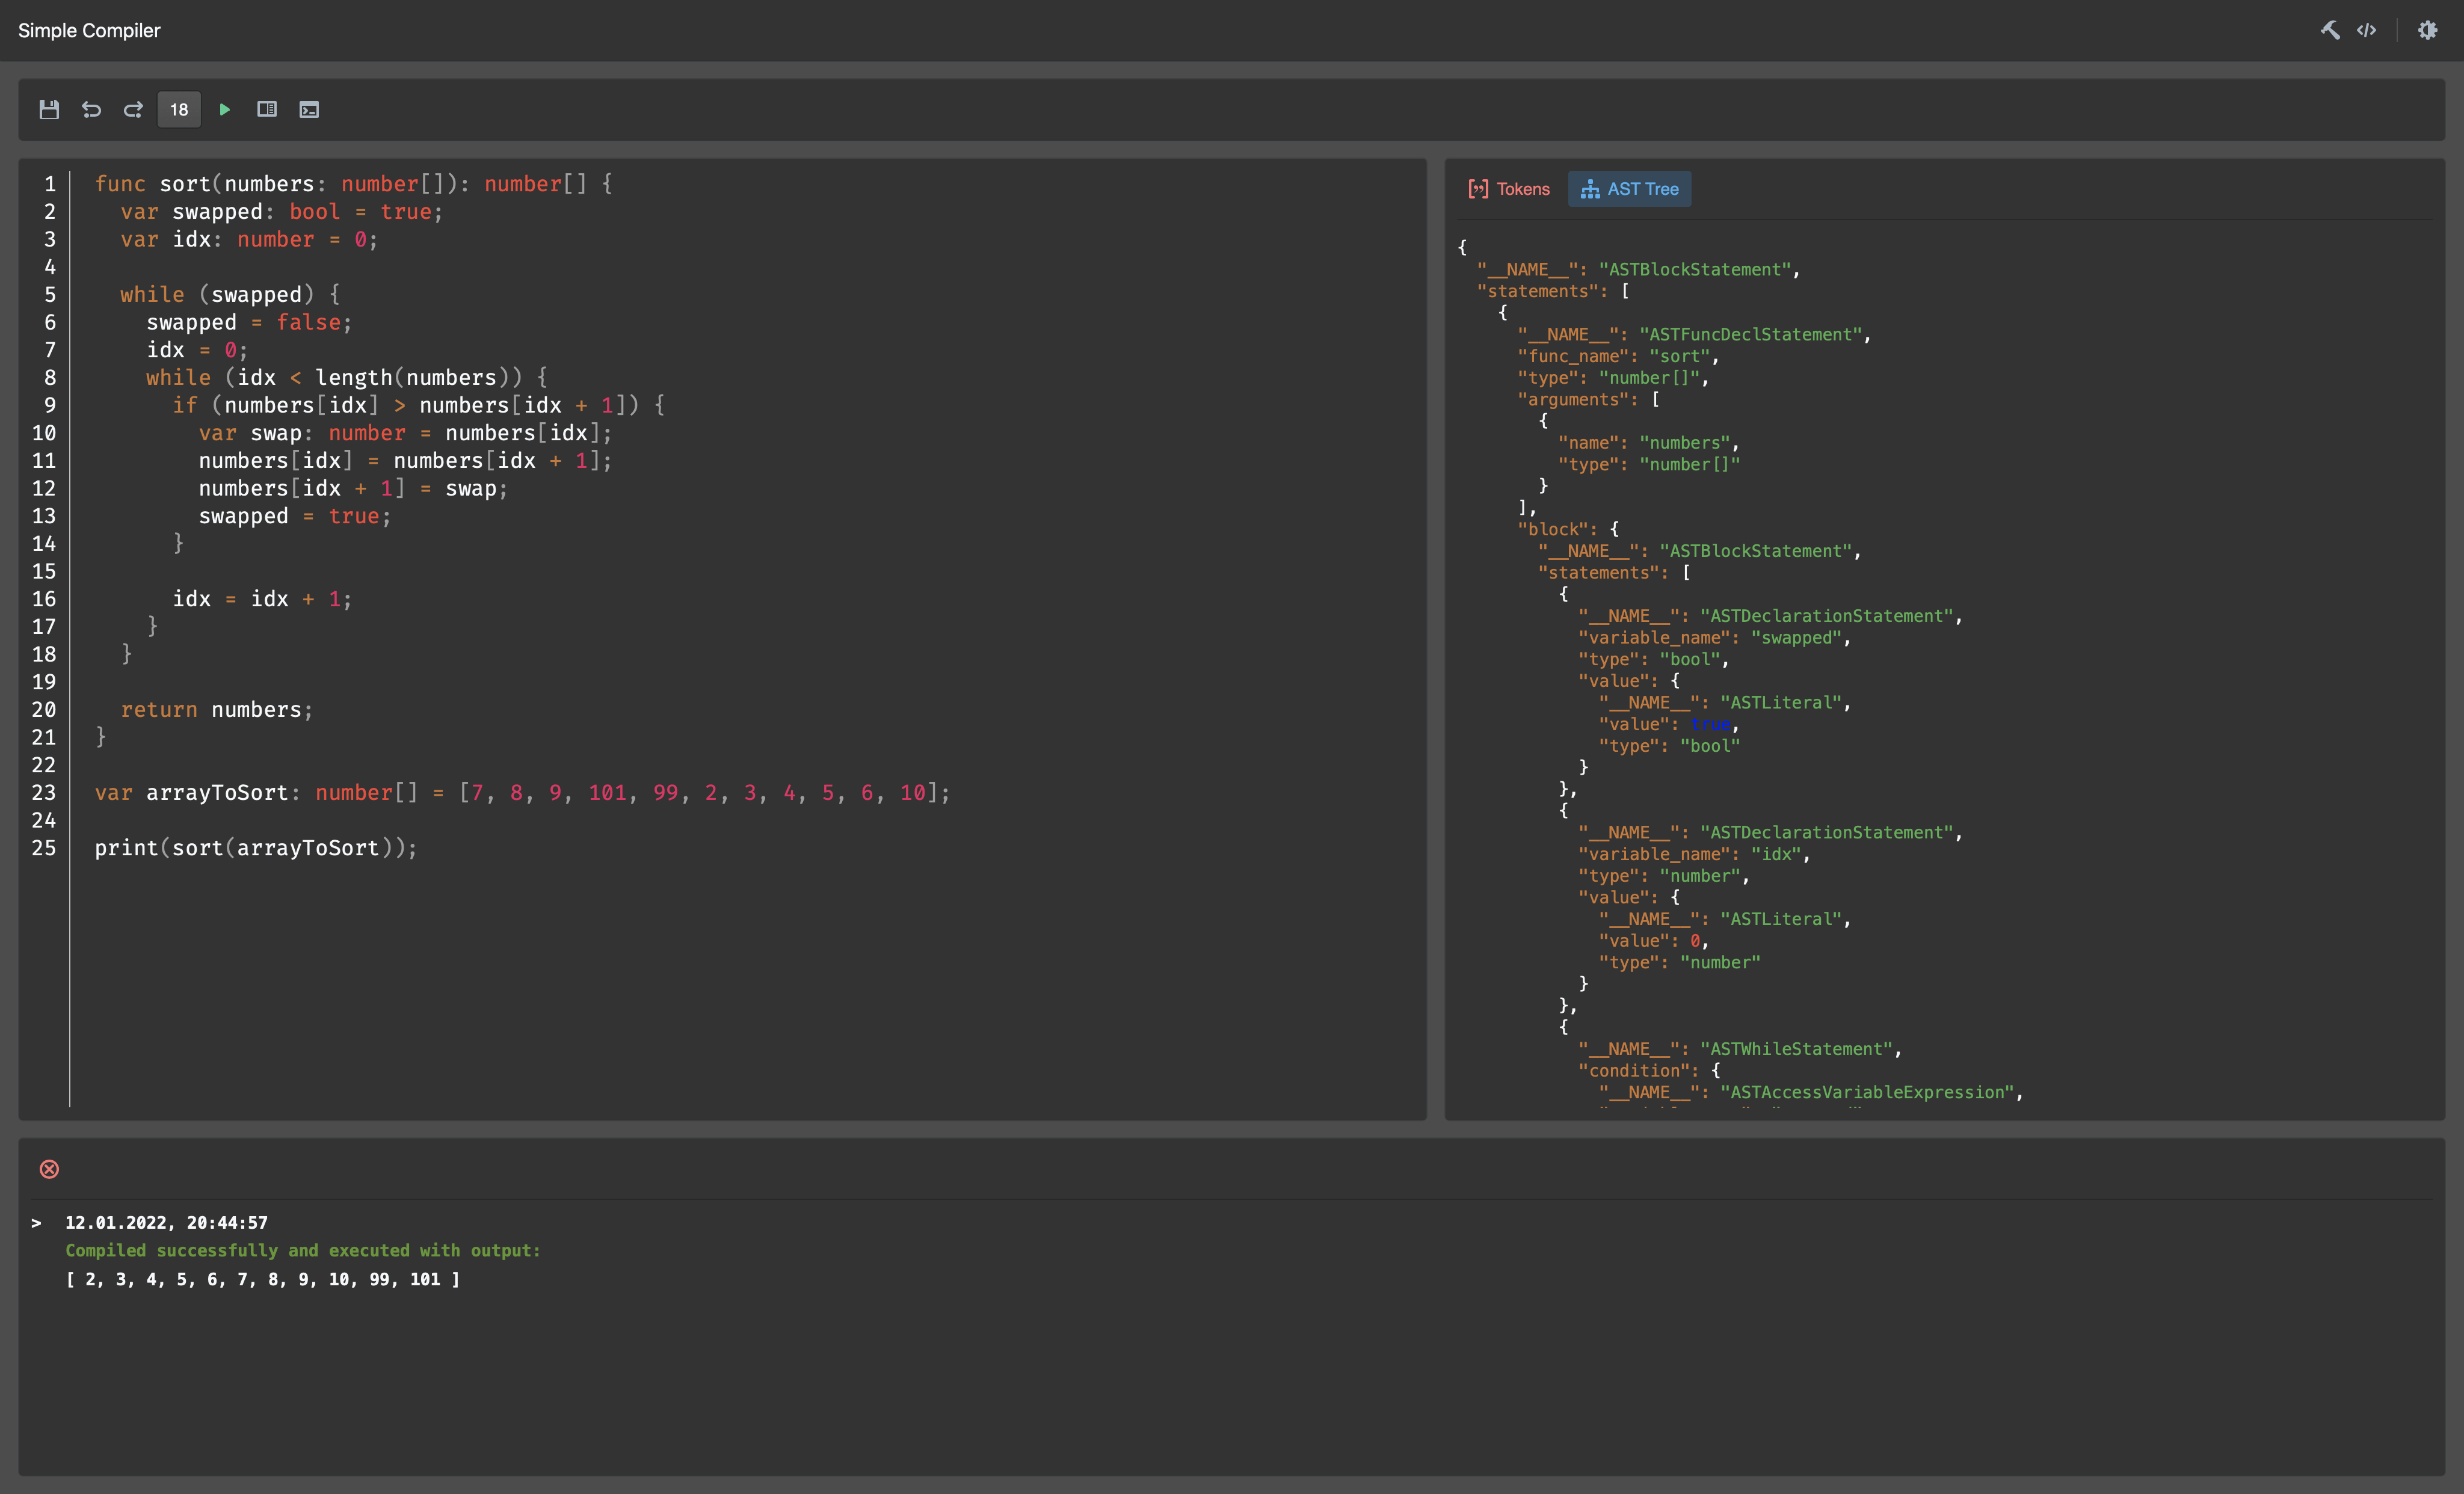 Simple Compiler
18
1 func sort(numbers: number[]): number[] {
2 var swapped: bool = true;
3 var idx: number = 0;
4
5 while (swapped) {
6 swapped = false;
7 idx = 0;
8 while (idx < length(numbers)) {
9 if (numbers[idx] > numbers[idx + 1]) {
10 var swap: number = numbers[idx];
11 numbers[idx] = numbers[idx + 1];
12 numbers[idx + 1] = swap;
13 swapped = true;
14 }
15
16 idx = idx + 1;
17 }
18 }
19
20 return numbers;
21 }
22
23 var arrayToSort: number[] = [7, 8, 9, 101, 99, 2, 3, 4, 5, 6, 10];
24
25 print(sort(arrayToSort));
Tokens AST Tree
{
"__NAME__": "ASTBlockStatement",
"statements": [
{
"__NAME__": "ASTFuncDeclStatement",
"func_name": "sort",
"type": "number[]",
"arguments": [
{
"name": "numbers",
"type": "number[]"
}
],
"block": {
"__NAME__": "ASTBlockStatement",
"statements": [
{
"__NAME__": "ASTDeclarationStatement",
"variable_name": "swapped",
"type": "bool",
"value": {
"__NAME__": "ASTLiteral",
"value": true,
"type": "bool"
}
},
{
"__NAME__": "ASTDeclarationStatement",
"variable_name": "idx",
"type": "number",
"value": {
"__NAME__": "ASTLiteral",
"value": 0,
"type": "number"
}
},
{
"__NAME__": "ASTWhileStatement",
"condition": {
"__NAME__": "ASTAccessVariableExpression",
> 12.01.2022, 20:44:57
Compiled successfully and executed with output:
[ 2, 3, 4, 5, 6, 7, 8, 9, 10, 99, 101 ]